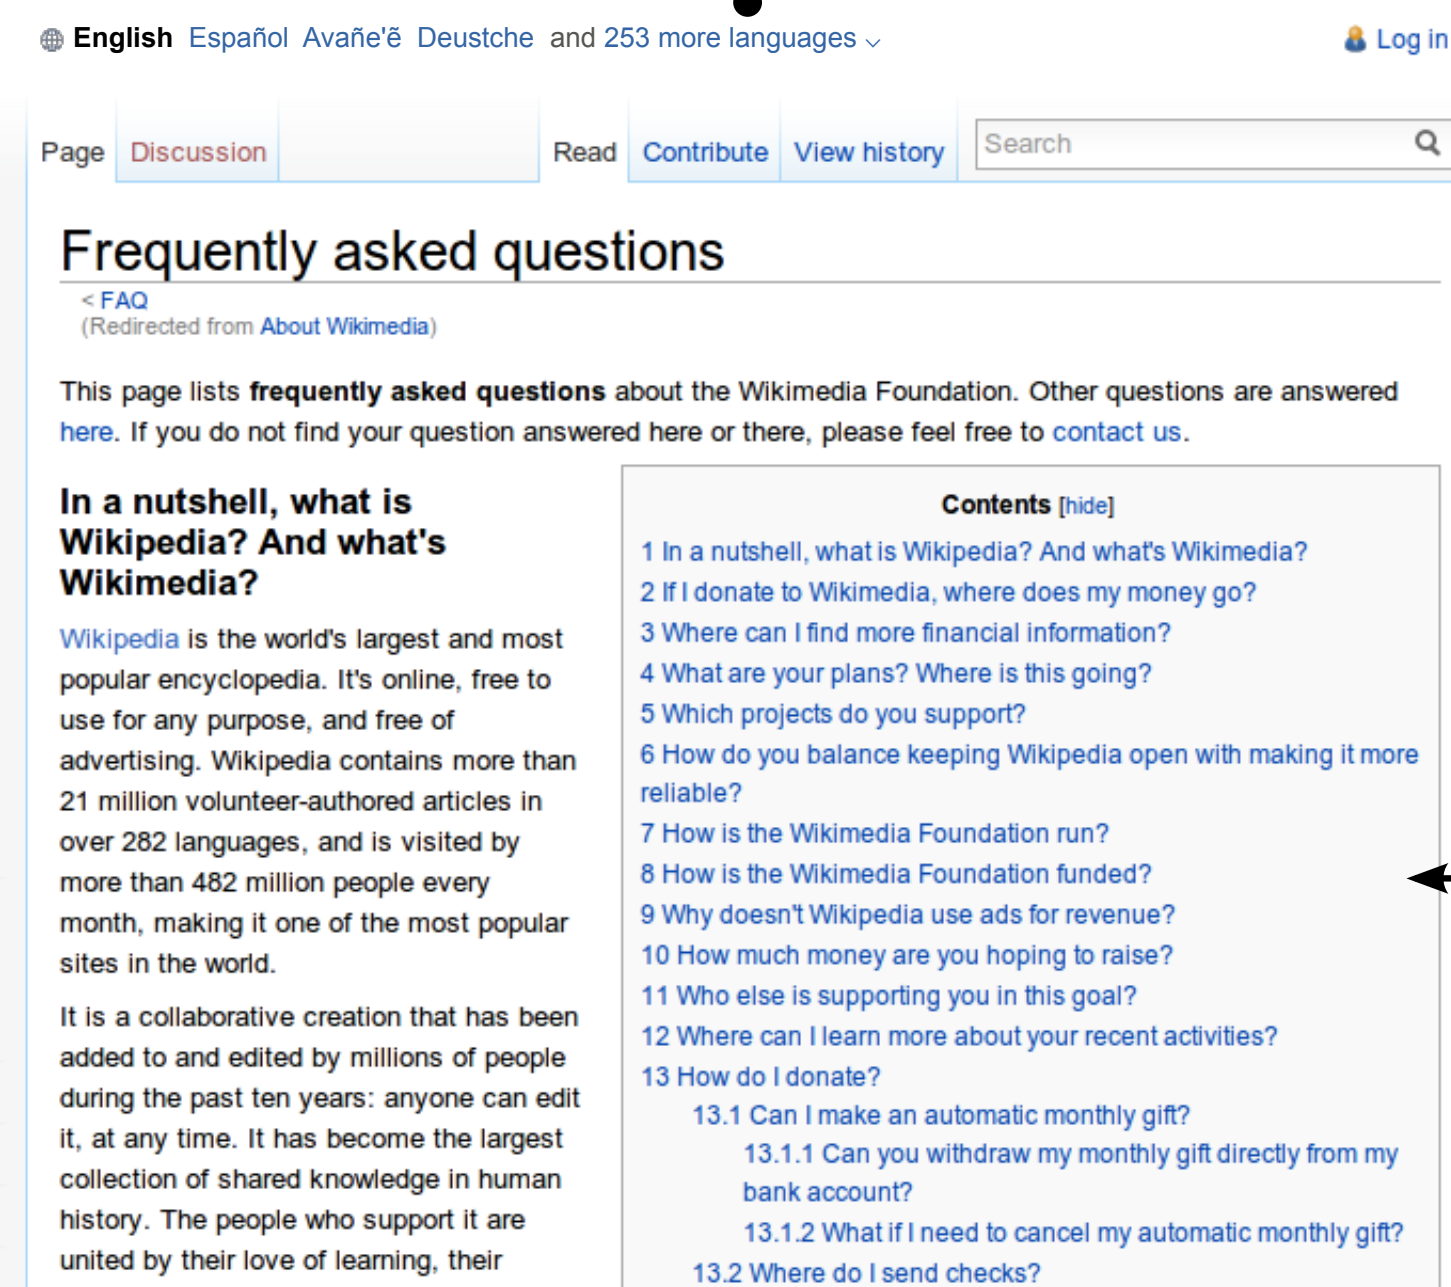 English Español Avañe'ẽ Deustche and 253 more languages
Log in
Page Discussion Read Contribute View history Search
Frequently asked questions
< FAQ
(Redirected from About Wikimedia)
This page lists frequently asked questions about the Wikimedia Foundation. Other questions are answered
here. If you do not find your question answered here or there, please feel free to contact us.
In a nutshell, what is
Wikipedia? And what's
Wikimedia?
Wikipedia is the world's largest and most
popular encyclopedia. It's online, free to
use for any purpose, and free of
advertising. Wikipedia contains more than
21 million volunteer-authored articles in
over 282 languages, and is visited by
more than 482 million people every
month, making it one of the most popular
sites in the world.
It is a collaborative creation that has been
added to and edited by millions of people
during the past ten years: anyone can edit
it, at any time. It has become the largest
collection of shared knowledge in human
history. The people who support it are
united by their love of learning, their
Contents [hide]
1 In a nutshell, what is Wikipedia? And what's Wikimedia?
2 If I donate to Wikimedia, where does my money go?
3 Where can I find more financial information?
4 What are your plans? Where is this going?
5 Which projects do you support?
6 How do you balance keeping Wikipedia open with making it more
reliable?
7 How is the Wikimedia Foundation run?
8 How is the Wikimedia Foundation funded?
9 Why doesn't Wikipedia use ads for revenue?
10 How much money are you hoping to raise?
11 Who else is supporting you in this goal?
12 Where can I learn more about your recent activities?
13 How do I donate?
13.1 Can I make an automatic monthly gift?
13.1.1 Can you withdraw my monthly gift directly from my
bank account?
13.1.2 What if I need to cancel my automatic monthly gift?
13.2 Where do I send checks?